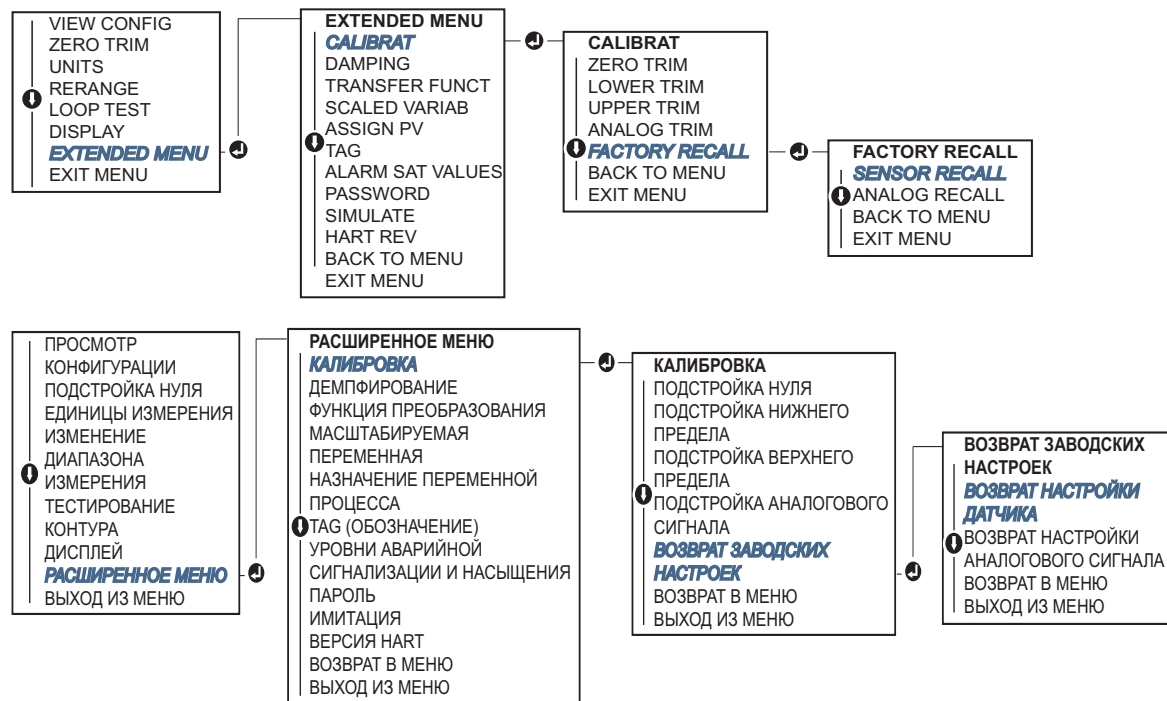 VIEW CONFIG
ZERO TRIM
UNITS
RERANGE
LOOP TEST
DISPLAY
EXTENDED MENU
EXIT MENU
EXTENDED MENU
CALIBRAT
DAMPING
TRANSFER FUNCT
SCALED VARIAB
ASSIGN PV
TAG
ALARM SAT VALUES
PASSWORD
SIMULATE
HART REV
BACK TO MENU
EXIT MENU
CALIBRAT
ZERO TRIM
LOWER TRIM
UPPER TRIM
ANALOG TRIM
FACTORY RECALL
BACK TO MENU
EXIT MENU
FACTORY RECALL
SENSOR RECALL
ANALOG RECALL
BACK TO MENU
EXIT MENU
ПРОСМОТР
КОНФИГУРАЦИИ
ПОДСТРОЙКА НУЛЯ
ЕДИНИЦЫ ИЗМЕРЕНИЯ
ИЗМЕНЕНИЕ
ДИАПАЗОНА
ИЗМЕРЕНИЯ
ТЕСТИРОВАНИЕ
КОНТУРА
ДИСПЛЕЙ
РАСШИРЕННОЕ МЕНЮ
ВЫХОД ИЗ МЕНЮ
РАСШИРЕННОЕ МЕНЮ
КАЛИБРОВКА
ДЕМПФИРОВАНИЕ
ФУНКЦИЯ ПРЕОБРАЗОВАНИЯ
МАСШТАБИРУЕМАЯ
ПЕРЕМЕННАЯ
НАЗНАЧЕНИЕ ПЕРЕМЕННОЙ
ПРОЦЕССА
TAG (ОБОЗНАЧЕНИЕ)
УРОВНИ АВАРИЙНОЙ
СИГНАЛИЗАЦИИ И НАСЫЩЕНИЯ
ПАРОЛЬ
ИМИТАЦИЯ
ВЕРСИЯ HART
ВОЗВРАТ В МЕНЮ
ВЫХОД ИЗ МЕНЮ
КАЛИБРОВКА
ПОДСТРОЙКА НУЛЯ
ПОДСТРОЙКА НИЖНЕГО
ПРЕДЕЛА
ПОДСТРОЙКА ВЕРХНЕГО
ПРЕДЕЛА
ПОДСТРОЙКА АНАЛОГОВОГО
СИГНАЛА
ВОЗВРАТ ЗАВОДСКИХ
НАСТРОЕК
ВОЗВРАТ В МЕНЮ
ВЫХОД ИЗ МЕНЮ
ВОЗВРАТ ЗАВОДСКИХ
НАСТРОЕК
ВОЗВРАТ НАСТРОЙКИ
ДАТЧИКА
ВОЗВРАТ НАСТРОЙКИ
АНАЛОГОВОГО СИГНАЛА
ВОЗВРАТ В МЕНЮ
ВЫХОД ИЗ МЕНЮ